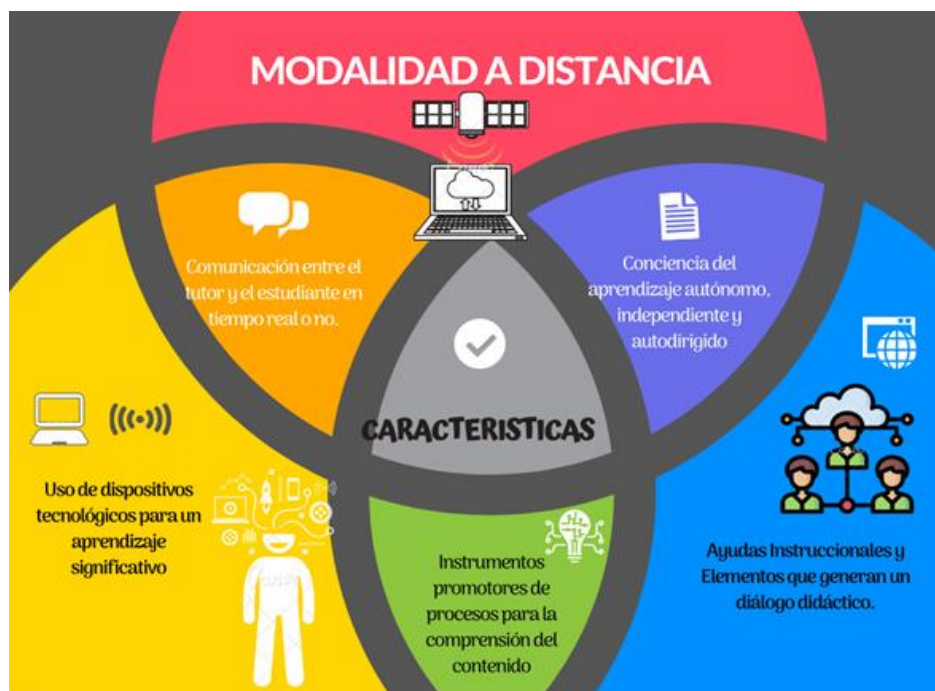 MODALIDAD A DISTANCIA
Comunicación entre el
tutor y el estudiante en
tiempo real o no.
Conciencia del
aprendizaje autónomo,
independiente y
autodirigido
CARACTERISTICAS
Uso de dispositivos
tecnológicos para un
aprendizaje
significativo
Instrumentos
promotores de
procesos para la
comprensión del
contenido
Ayudas Instruccionales y
Elementos que generan un
diálogo didáctico.